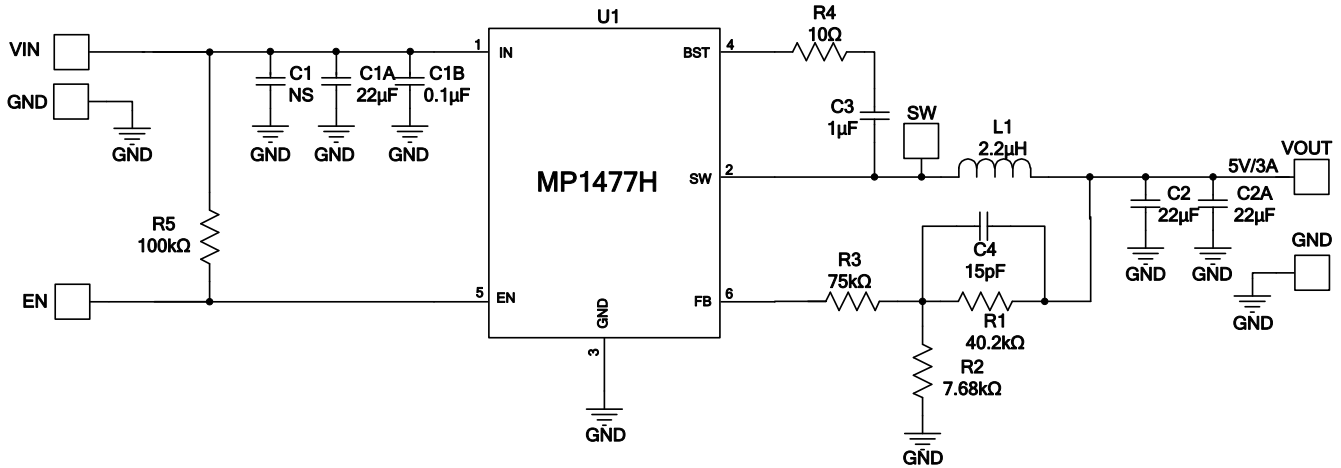 U1
R4
10Ω
VIN
1
IN
BST
4
C1
NS
C1A
22µF
C1B
0.1µF
GND
C3
1µF
SW
L1
2.2µH
GND
GND
GND
GND
VOUT
5V/3A
MP1477H
SW
2
C2
22µF
C2A
22µF
R5
100kΩ
GND
C4
15pF
GND
GND
R3
75kΩ
EN
5
EN
GND
FB
6
R1
40.2kΩ
GND
3
R2
7.68kΩ
GND
GND